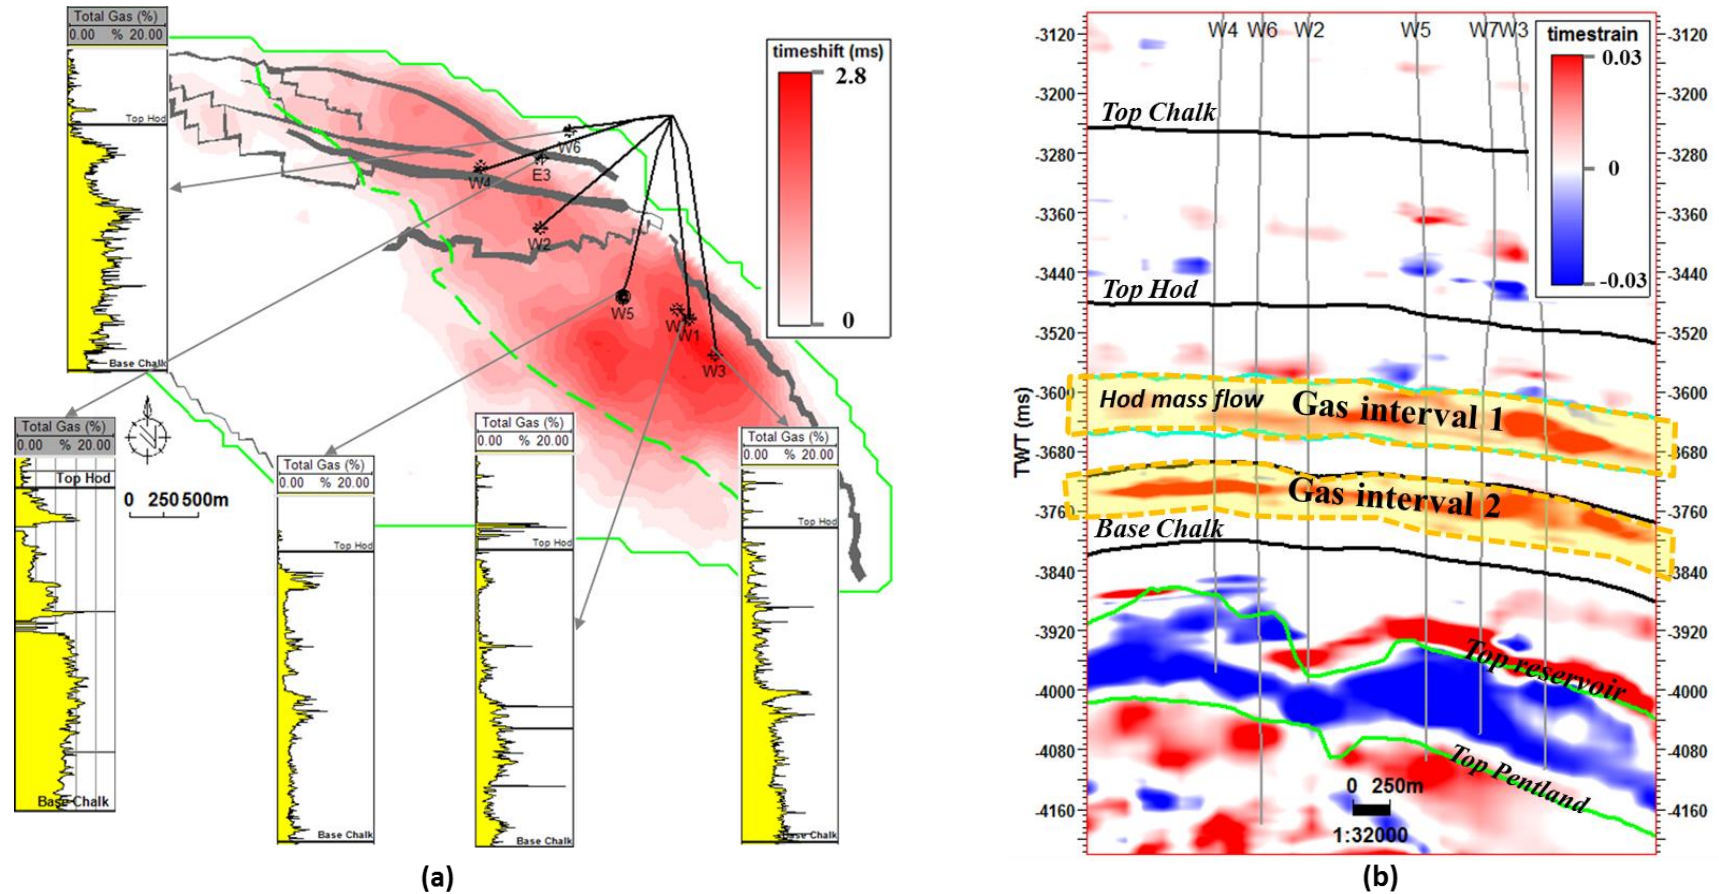 Total Gas (%)
0.00 % 20.00
Top Hod
Base Chalk
Total Gas (%)
0.00 % 20.00
Top Hod
Base Chalk
0 250 500m
Total Gas (%)
0.00 % 20.00
Top Hod
Base Chalk
Total Gas (%)
0.00 % 20.00
Top Hod
Base Chalk
Total Gas (%)
0.00 % 20.00
Top Hod
Base Chalk
W6
E3
W4
W2
W5
W1
W3
timeshift (ms)
2.8
0
(a)
W4 W6 W2 W5 W7 W3
timestrain
0.03
0
-0.03
TWT (ms)
-3120 -3120
-3200 -3200
-3280 -3280
-3360 -3360
-3440 -3440
-3520 -3520
-3600 -3600
-3680 -3680
-3760 -3760
-3840 -3840
-3920 -3920
-4000 -4000
-4080 -4080
-4160 -4160
Top Chalk
Top Hod
Hod mass flow
Gas interval 1
Gas interval 2
Base Chalk
Top reservoir
Top Pentland
0 250m
1:32000
(b)